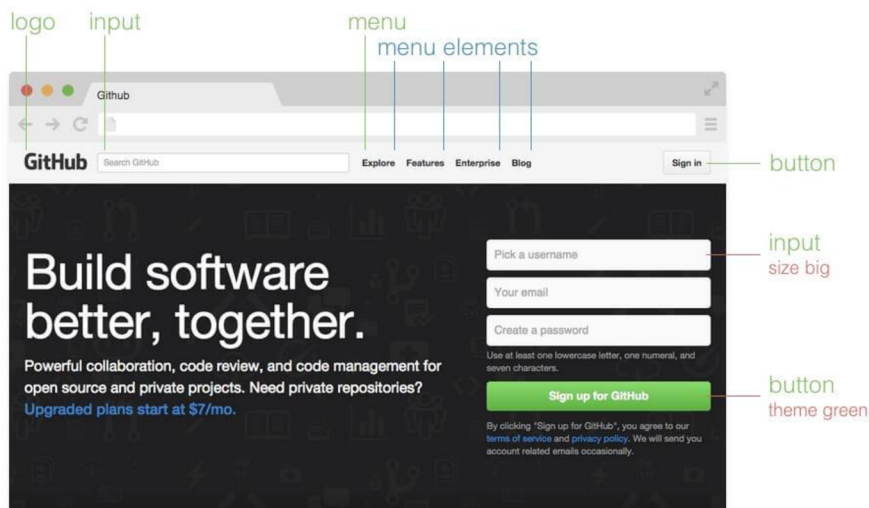 logo input menu
menu elements
Github
GitHub Search GitHub Explore Features Enterprise Blog Sign in
button
Build software
better, together.
Powerful collaboration, code review, and code management for
open source and private projects. Need private repositories?
Upgraded plans start at $7/mo.
Pick a username
input
size big
Your email
Create a password
Use at least one lowercase letter, one numeral, and
seven characters.
Sign up for GitHub
button
theme green
By clicking "Sign up for GitHub", you agree to our
terms of service and privacy policy. We will send you
account related emails occasionally.